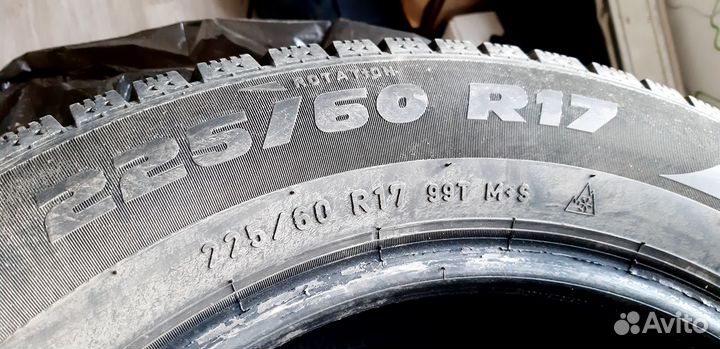 ROTATION
225/60 R17
225/60 R17 99T M+S
Avito